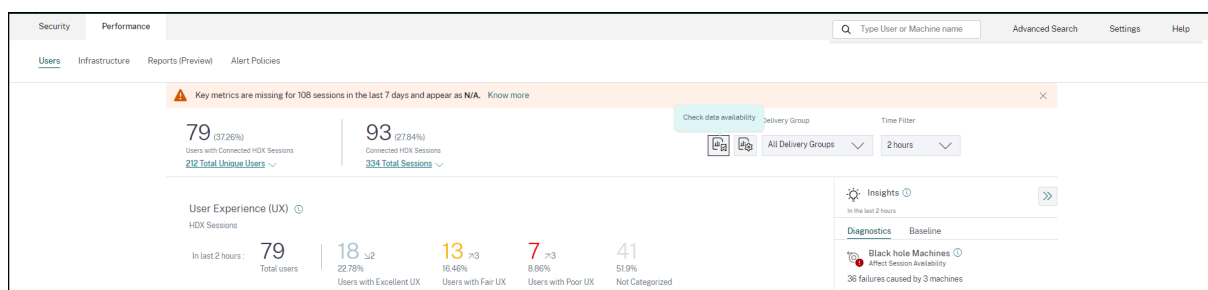 Security Performance Type User or Machine name Advanced Search Settings Help
Users Infrastructure Reports (Preview) Alert Policies
Key metrics are missing for 108 sessions in the last 7 days and appear as N/A. Know more
Check data availability
Delivery Group Time Filter
79 (37.26%) 93 (27.84%)
Users with Connected HDX Sessions Connected HDX Sessions
All Delivery Groups 2 hours
212 Total Unique Users 334 Total Sessions
Insights
In the last 2 hours
User Experience (UX)
HDX Sessions
Diagnostics Baseline
In last 2 hours : 79 18 2 13 3 7 3 41
Total users 22.78% 16.46% 8.86% 51.9%
Users with Excellent UX Users with Fair UX Users with Poor UX Not Categorized
Black hole Machines
Affect Session Availability
36 failures caused by 3 machines